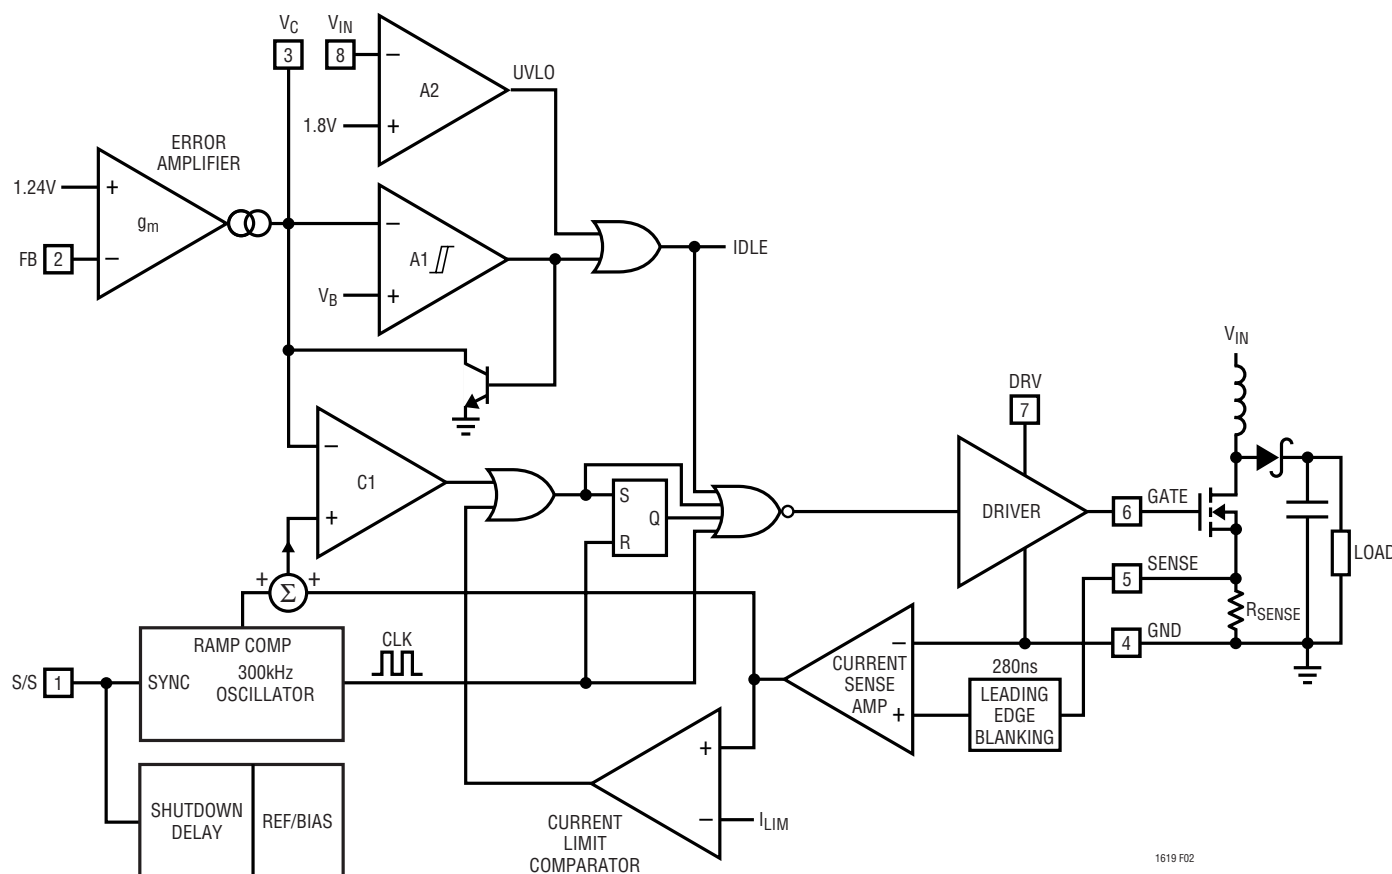 VC
3
VIN
8
−
A2
UVLO
1.8V
+
ERROR
AMPLIFIER
1.24V
+
gm
FB
2
−
−
A1
VB
+
IDLE
VIN
DRV
7
−
C1
+
S
Q
R
DRIVER
6
GATE
LOAD
5
SENSE
RSENSE
4
GND
+
Σ
+
RAMP COMP
300kHz
OSCILLATOR
SYNC
CLK
S/S
1
−
CURRENT
SENSE
AMP
+
280ns
LEADING
EDGE
BLANKING
+
−
ILIM
CURRENT
LIMIT
COMPARATOR
SHUTDOWN
DELAY
REF/BIAS
1619 F02